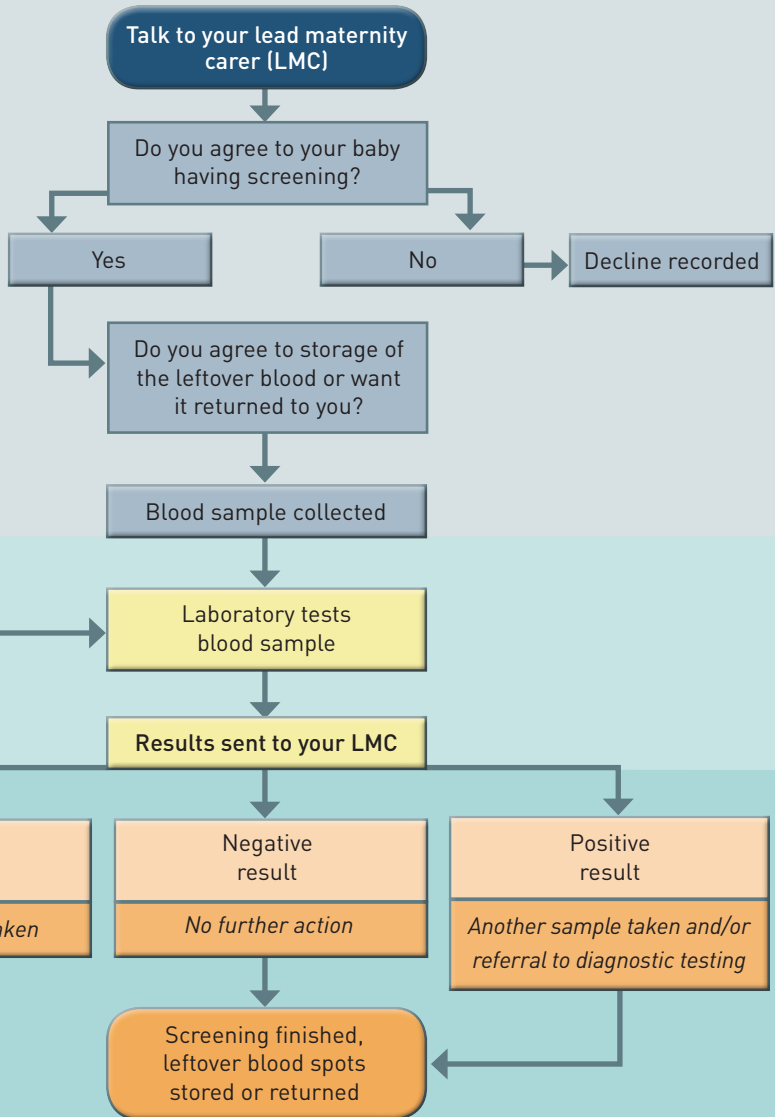 Talk to your lead maternity
carer (LMC)
Do you agree to your baby
having screening?
Yes
No
Decline recorded
Do you agree to storage of
the leftover blood or want
it returned to you?
Blood sample collected
Laboratory tests
blood sample
Results sent to your LMC
Negative
result
No further action
Positive
result
Another sample taken and/or
referral to diagnostic testing
Screening finished,
leftover blood spots
stored or returned